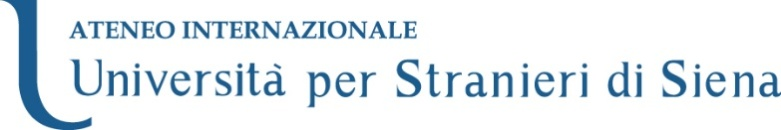 ATENEO INTERNAZIONALE
Università per Stranieri di Siena